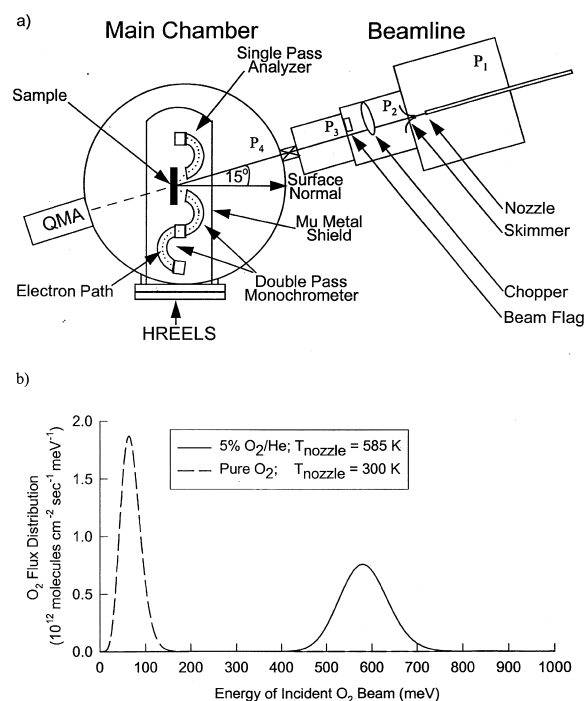 a)
Main Chamber
Beamline
Single Pass
Analyzer
Sample
P1
P2
P3
P4
15°
Surface
Normal
QMA
Mu Metal
Shield
Nozzle
Skimmer
Electron Path
Double Pass
Monochrometer
Chopper
Beam Flag
HREELS
b)
2.0
1.5
1.0
0.5
0.0
O2 Flux Distribution
(10^12 molecules cm^-2 sec^-1 meV^-1)
5% O2/He; Tnozzle = 585 K
Pure O2; Tnozzle = 300 K
0 100 200 300 400 500 600 700 800 900 1000
Energy of Incident O2 Beam (meV)